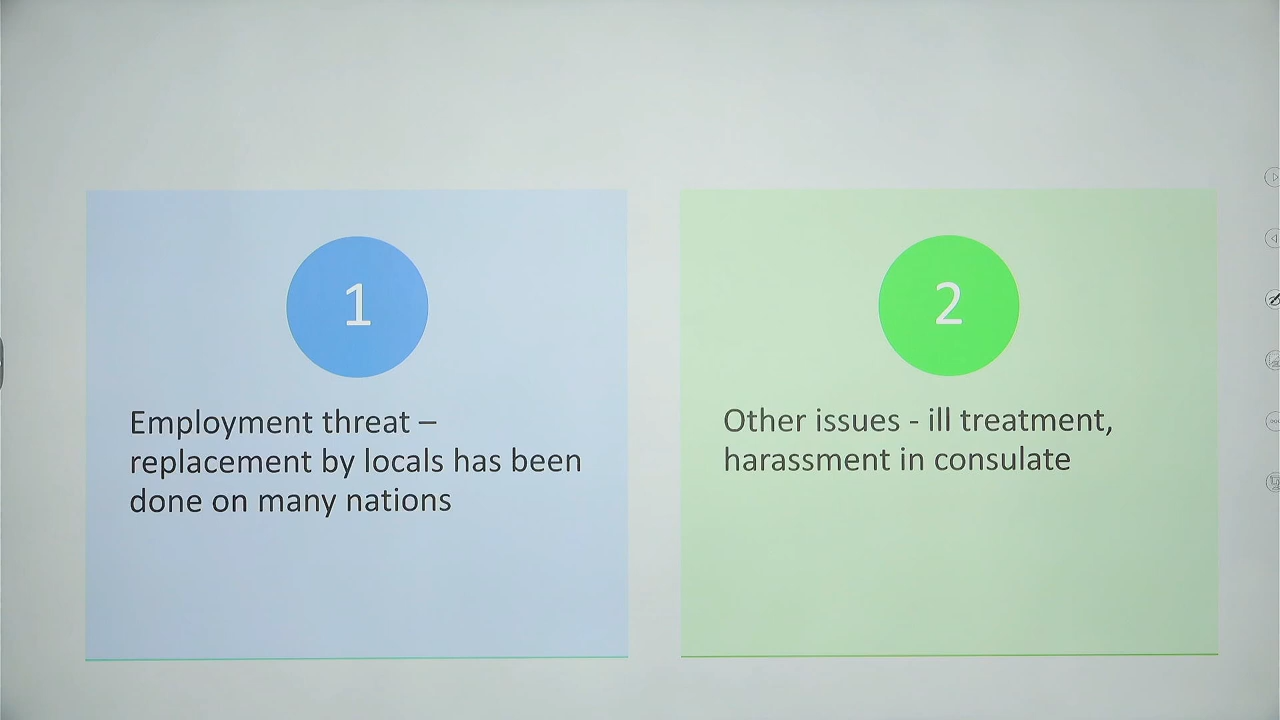 1
Employment threat –
replacement by locals has been
done on many nations
2
Other issues - ill treatment,
harassment in consulate